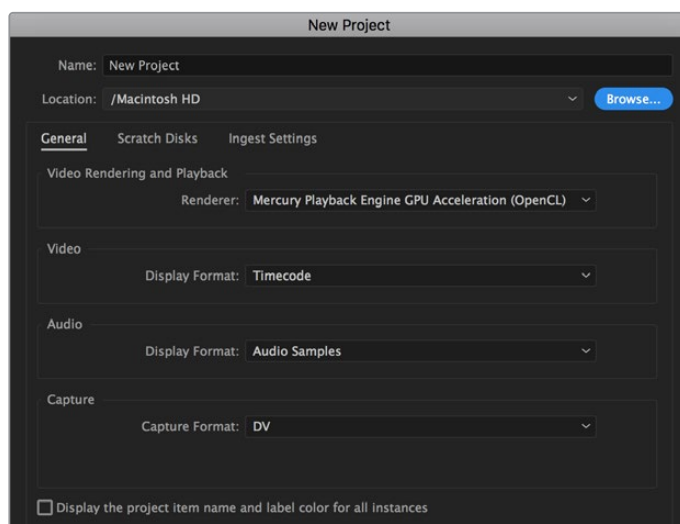 New Project
Name: New Project
Location: /Macintosh HD Browse...
General Scratch Disks Ingest Settings
Video Rendering and Playback
Renderer: Mercury Playback Engine GPU Acceleration (OpenCL)
Video
Display Format: Timecode
Audio
Display Format: Audio Samples
Capture
Capture Format: DV
Display the project item name and label color for all instances